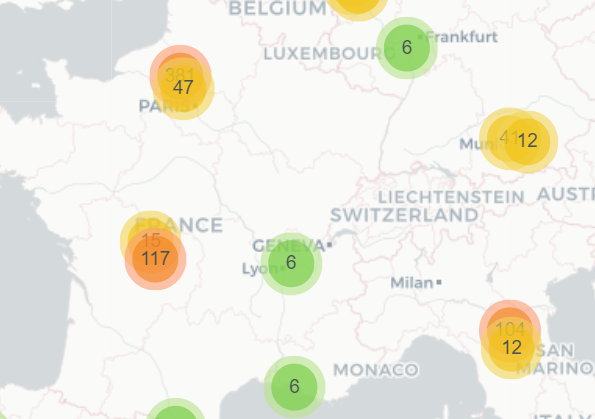 BELGIUM
Frankfurt
6
LUXEMBOURG
381
47
PARIS
41
12
Muni
LIECHTENSTEIN
AUSTR
SWITZERLAND
FRANCE
15
117
GENEVA
6
Lyon
Milan
104
12
SAN
MARINO
MONACO
6